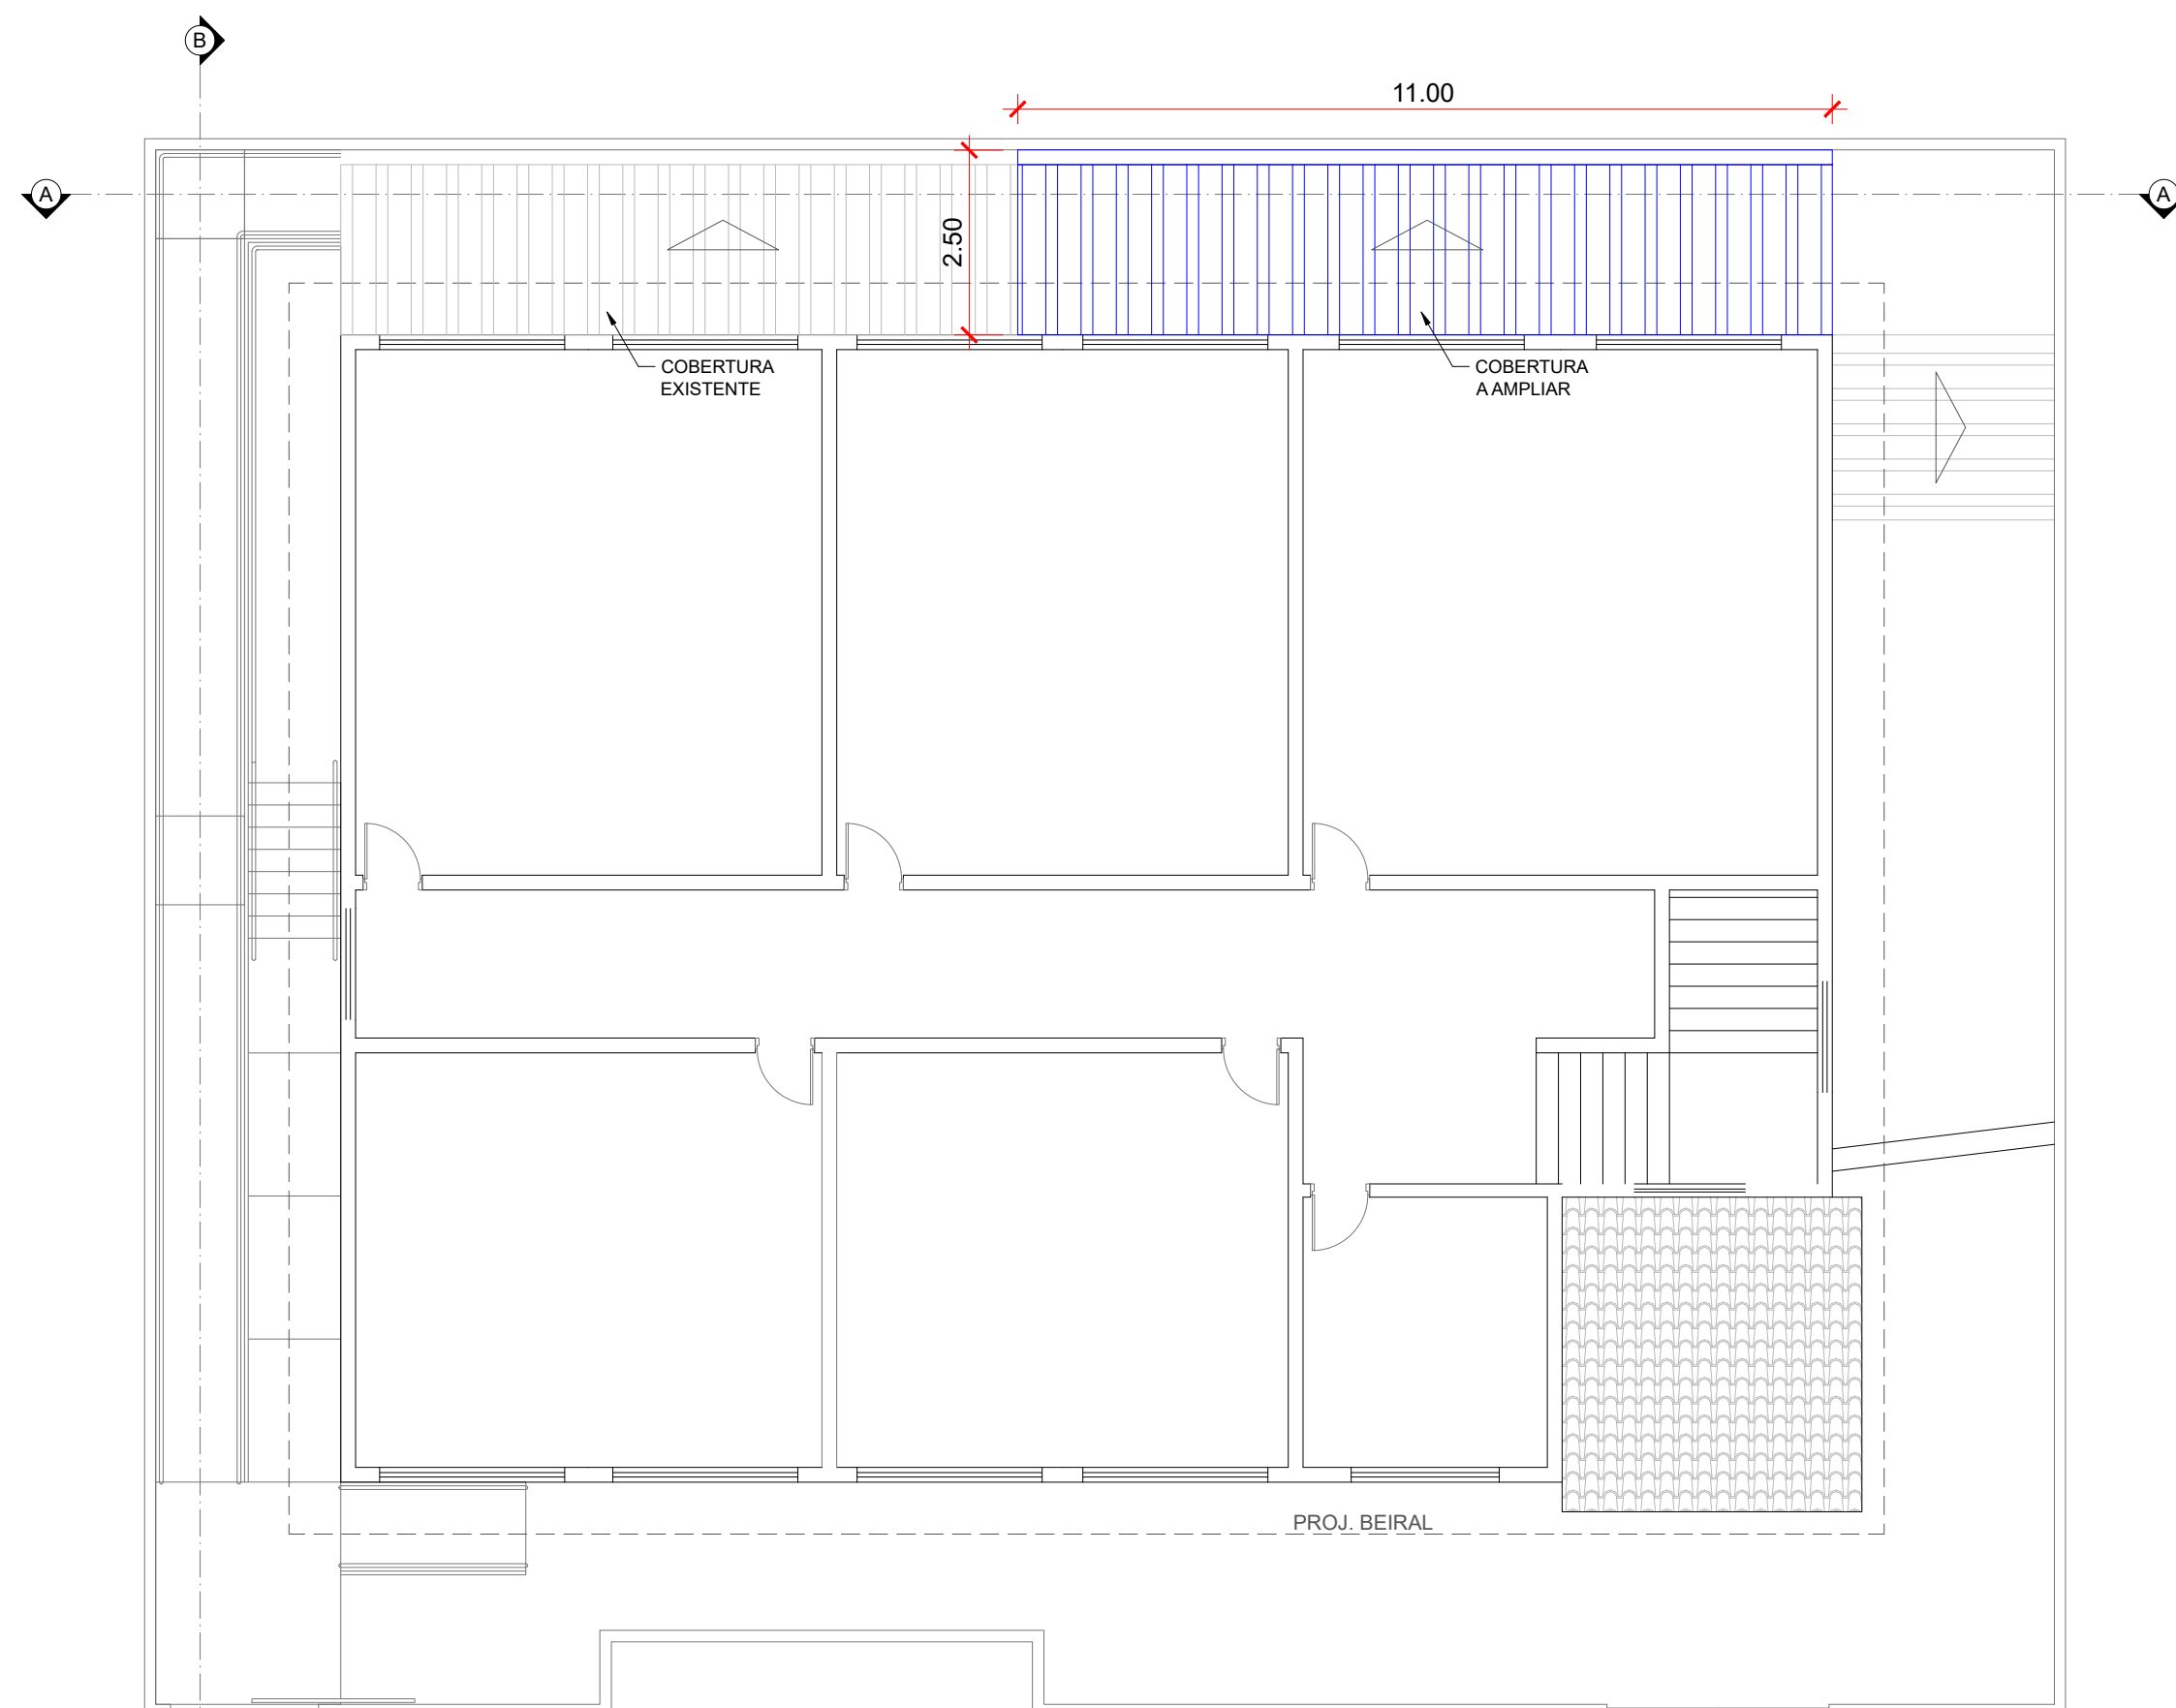 B
11.00
A
A
2.50
COBERTURA
EXISTENTE
COBERTURA
A AMPLIAR
PROJ. BEIRAL